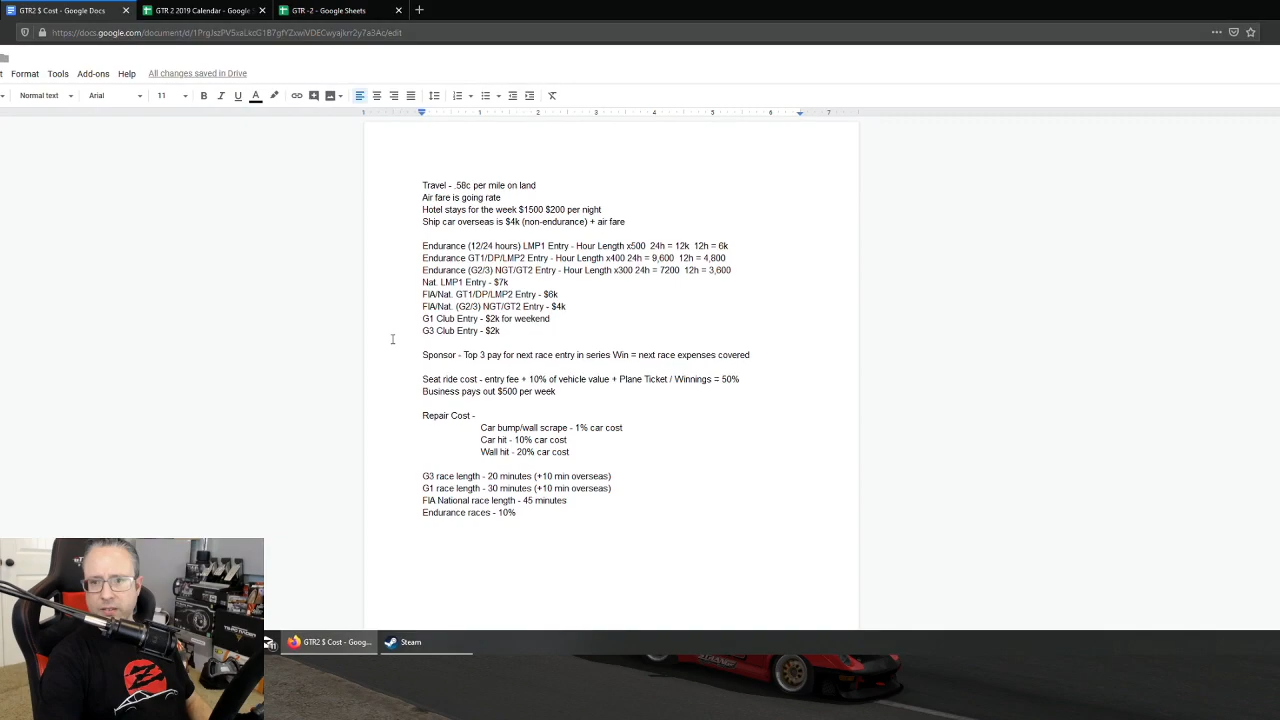 GTR2 $ Cost - Google Docs
GTR 2 2019 Calendar - Google
GTR -2 - Google Sheets
Format Tools Add-ons Help All changes saved in Drive
Normal text Arial 11
1 1 2 3 4 5 6 7
Travel - .58c per mile on land
Air fare is going rate
Hotel stays for the week $1500 $200 per night
Ship car overseas is $4k (non-endurance) + air fare
Endurance (12/24 hours) LMP1 Entry - Hour Length x500 24h = 12k 12h = 6k
Endurance GT1/DP/LMP2 Entry - Hour Length x400 24h = 9,600 12h = 4,800
Endurance (G2/3) NGT/GT2 Entry - Hour Length x300 24h = 7200 12h = 3,600
Nat. LMP1 Entry - $7k
FIA/Nat. GT1/DP/LMP2 Entry - $6k
FIA/Nat. (G2/3) NGT/GT2 Entry - $4k
G1 Club Entry - $2k for weekend
G3 Club Entry - $2k
Sponsor - Top 3 pay for next race entry in series Win = next race expenses covered
Seat ride cost - entry fee + 10% of vehicle value + Plane Ticket / Winnings = 50%
Business pays out $500 per week
Repair Cost -
Car bump/wall scrape - 1% car cost
Car hit - 10% car cost
Wall hit - 20% car cost
G3 race length - 20 minutes (+10 min overseas)
G1 race length - 30 minutes (+10 min overseas)
FIA National race length - 45 minutes
Endurance races - 10%
GTR2 $ Cost - Goog...
Steam